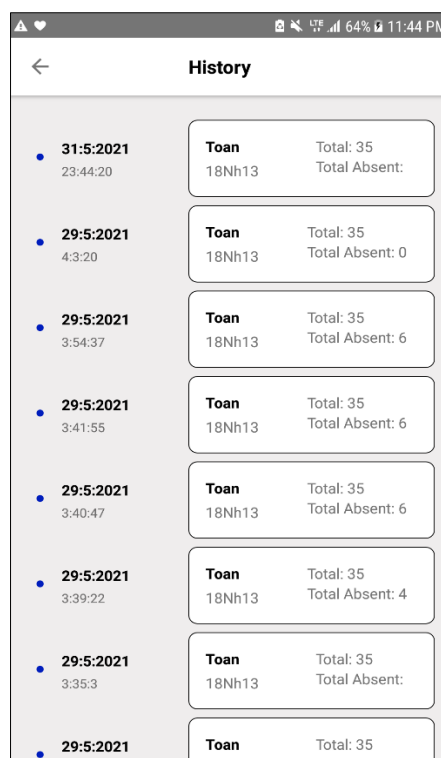 LTE 64% 11:44 PM
History
31:5:2021 Toan Total: 35
23:44:20 18Nh13 Total Absent:
29:5:2021 Toan Total: 35
4:3:20 18Nh13 Total Absent: 0
29:5:2021 Toan Total: 35
3:54:37 18Nh13 Total Absent: 6
29:5:2021 Toan Total: 35
3:41:55 18Nh13 Total Absent: 6
29:5:2021 Toan Total: 35
3:40:47 18Nh13 Total Absent: 6
29:5:2021 Toan Total: 35
3:39:22 18Nh13 Total Absent: 4
29:5:2021 Toan Total: 35
3:35:3 18Nh13 Total Absent:
29:5:2021 Toan Total: 35